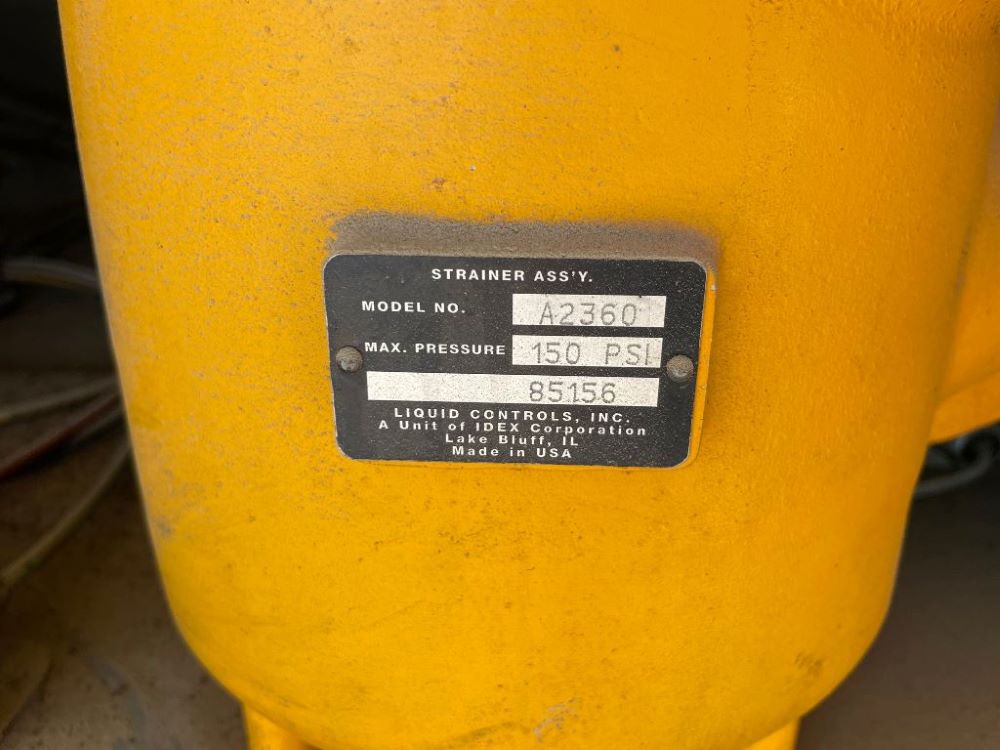 STRAINER ASS'Y.
MODEL NO. A2360
MAX. PRESSURE 150 PSI
85156
LIQUID CONTROLS, INC.
A Unit of IDEX Corporation
Lake Bluff, IL
Made in USA